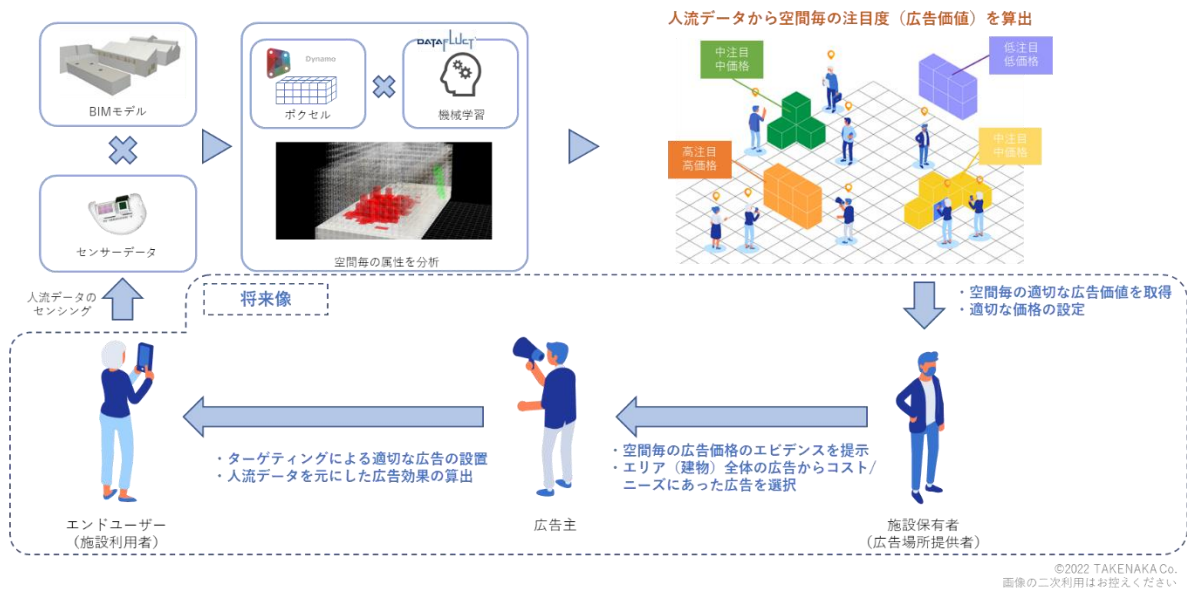 人流データから空間毎の注目度（広告価値）を算出
BIMモデル
センサーデータ
Dynamo
ボクセル
DATAFLUCT
機械学習
空間毎の属性を分析
中注目
中価格
低注目
低価格
高注目
高価格
中注目
中価格
人流データの
センシング
将来像
・空間毎の適切な広告価値を取得
・適切な価格の設定
・ターゲティングによる適切な広告の設置
・人流データを元にした広告効果の算出
・空間毎の広告価格のエビデンスを提示
・エリア（建物）全体の広告からコスト/
ニーズにあった広告を選択
エンドユーザー
（施設利用者）
広告主
施設保有者
（広告場所提供者）
©2022 TAKENAKA Co.
画像の二次利用はお控えください